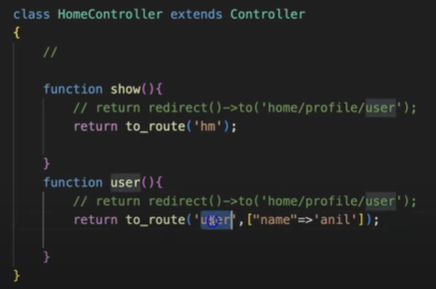 class HomeController extends Controller
{
//
function show(){
// return redirect()->to('home/profile/user');
return to_route('hm');
}
function user(){
// return redirect()->to('home/profile/user');
return to_route('user',["name"=>'anil']);
}
}